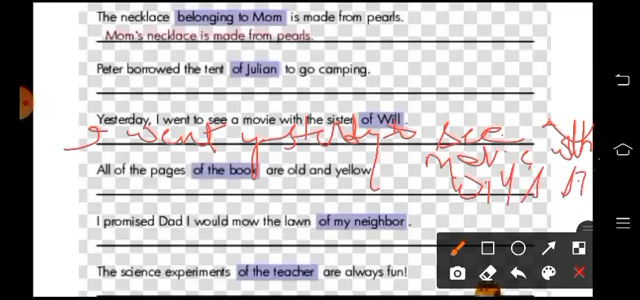 The necklace belonging to Mom is made from pearls.
Mom's necklace is made from pearls.
Peter borrowed the tent of Julian to go camping.
Yesterday, I went to see a movie with the sister of Will.
I went yesterday to see
All of the pages of the book are old and yellow.
I promised Dad I would mow the lawn of my neighbor.
The science experiments of the teacher are always fun!